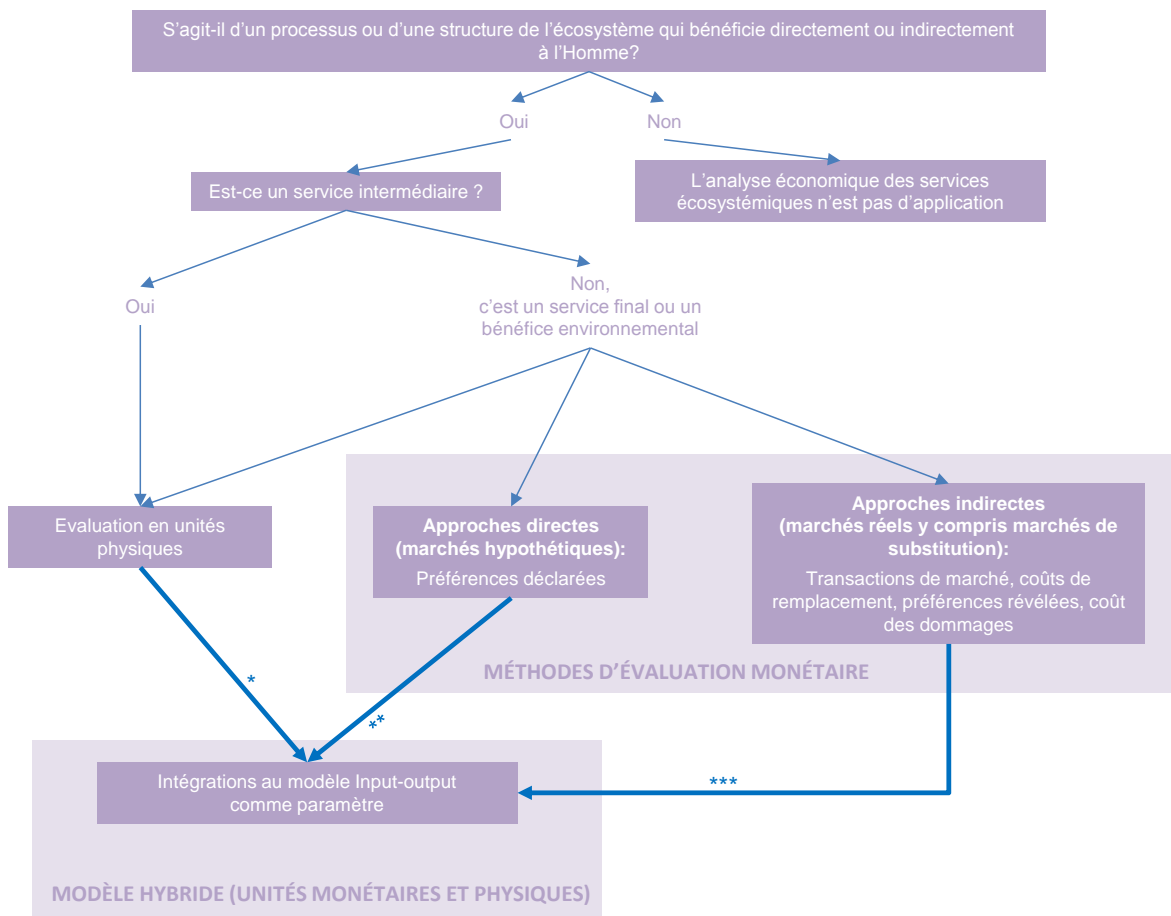 S'agit-il d'un processus ou d'une structure de l'écosystème qui bénéficie directement ou indirectement
à l'Homme?
Oui
Non
Est-ce un service intermédiaire ?
L'analyse économique des services
écosystémiques n'est pas d'application
Oui
Non,
c'est un service final ou un
bénéfice environnemental
Evaluation en unités
physiques
Approches directes
(marchés hypothétiques):
Préférences déclarées
Approches indirectes
(marchés réels y compris marchés de
substitution):
Transactions de marché, coûts de
remplacement, préférences révélées, coût
des dommages
MÉTHODES D'ÉVALUATION MONÉTAIRE
*
**
***
Intégrations au modèle Input-output
comme paramètre
MODÈLE HYBRIDE (UNITÉS MONÉTAIRES ET PHYSIQUES)